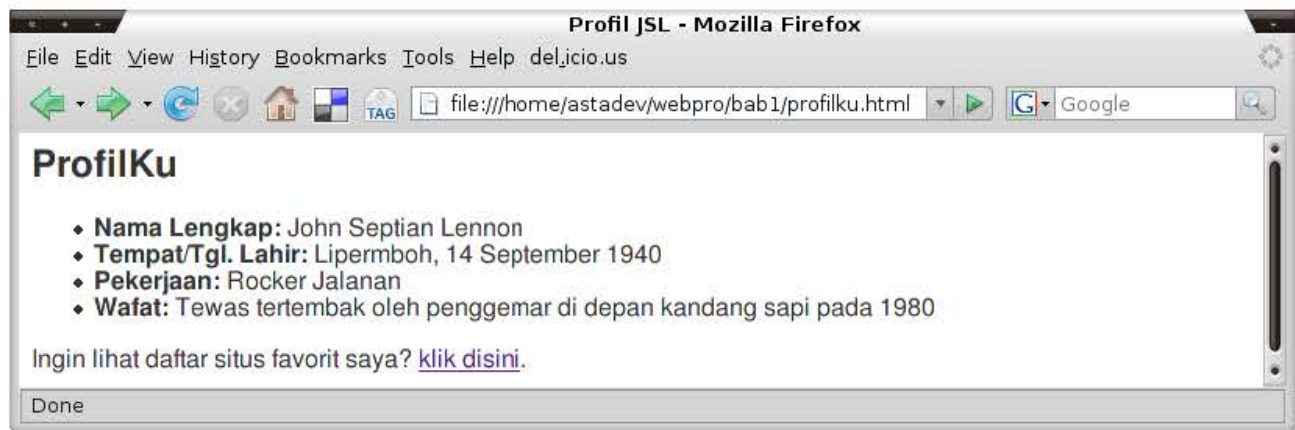 Profil JSL - Mozilla Firefox
File Edit View History Bookmarks Tools Help del.icio.us
TAG file:///home/astadev/webpro/bab1/profilku.html G Google
ProfilKu
• Nama Lengkap: John Septian Lennon
• Tempat/Tgl. Lahir: Lipermboh, 14 September 1940
• Pekerjaan: Rocker Jalanan
• Wafat: Tewas tertembak oleh penggemar di depan kandang sapi pada 1980
Ingin lihat daftar situs favorit saya? klik disini.
Done